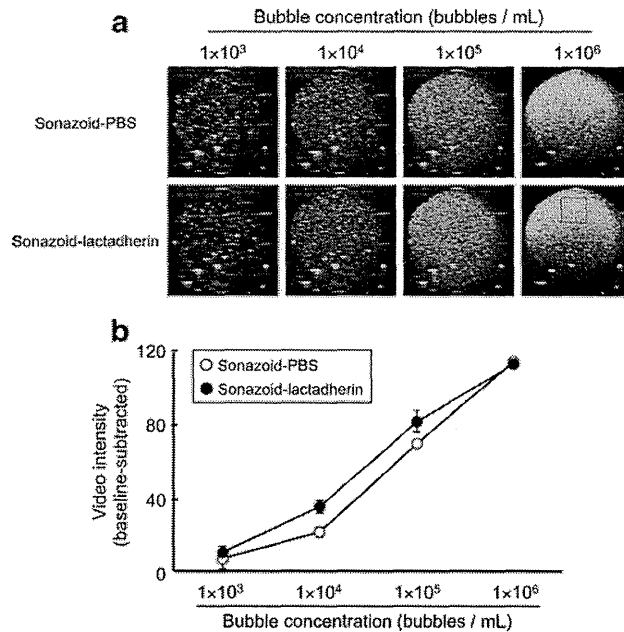 a
Bubble concentration (bubbles / mL)
1×10³ 1×10⁴ 1×10⁵ 1×10⁶
Sonazoid-PBS
Sonazoid-lactadherin
b
Video intensity
(baseline-subtracted)
120
80
40
0
Sonazoid-PBS
Sonazoid-lactadherin
1×10³ 1×10⁴ 1×10⁵ 1×10⁶
Bubble concentration (bubbles / mL)